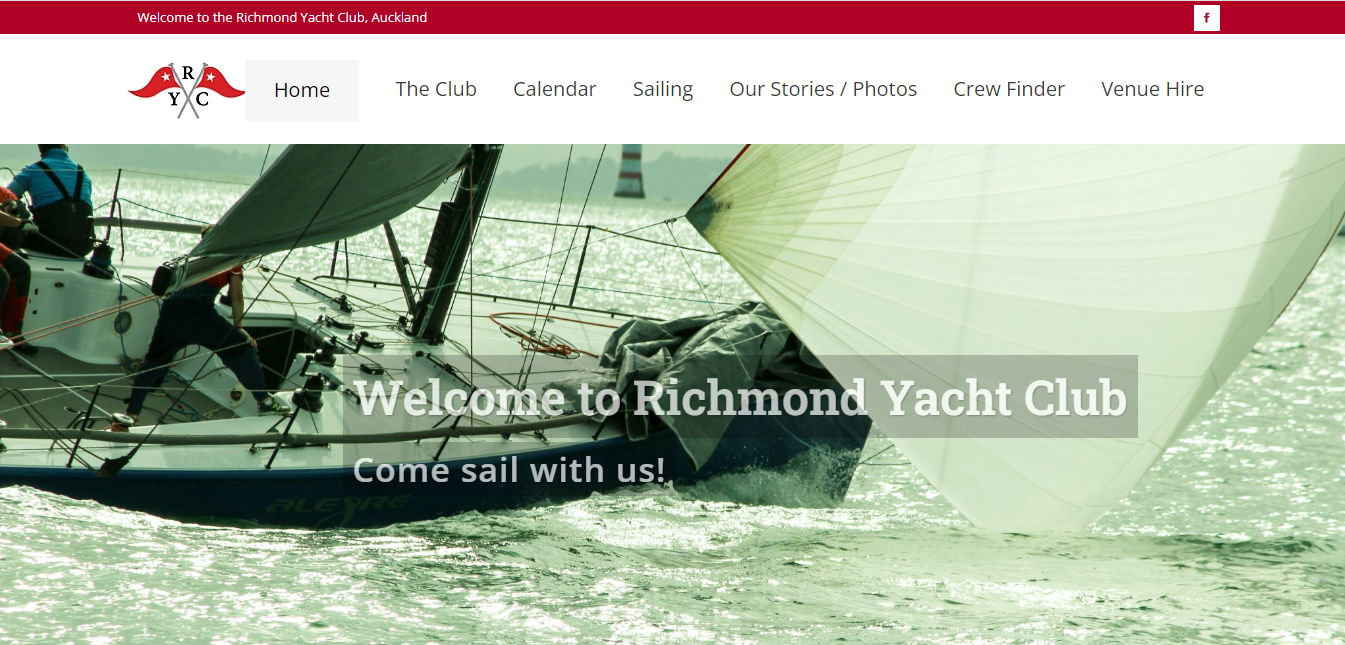 Welcome to the Richmond Yacht Club, Auckland
f
R
Y C
Home The Club Calendar Sailing Our Stories / Photos Crew Finder Venue Hire
Welcome to Richmond Yacht Club
Come sail with us!
ALEGRE